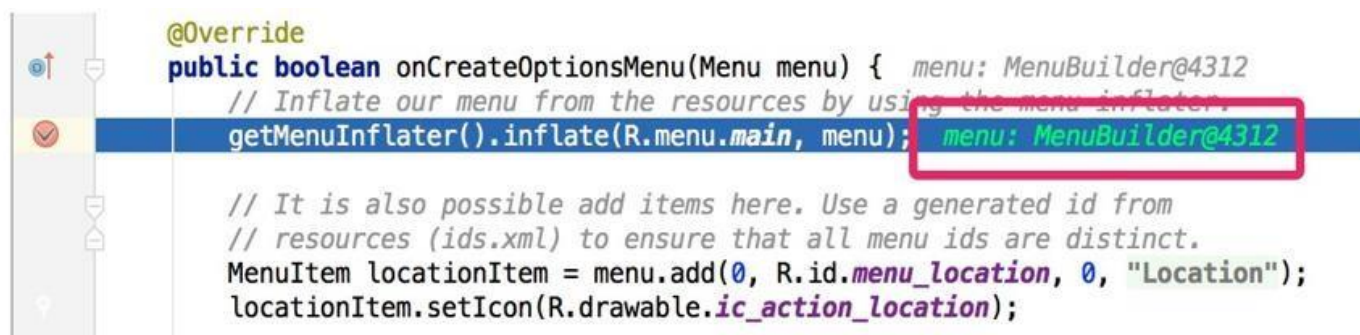 @Override
public boolean onCreateOptionsMenu(Menu menu) { menu: MenuBuilder@4312
// Inflate our menu from the resources by using the menu inflater.
getMenuInflater().inflate(R.menu.main, menu); menu: MenuBuilder@4312
// It is also possible add items here. Use a generated id from
// resources (ids.xml) to ensure that all menu ids are distinct.
MenuItem locationItem = menu.add(0, R.id.menu_location, 0, "Location");
locationItem.setIcon(R.drawable.ic_action_location);